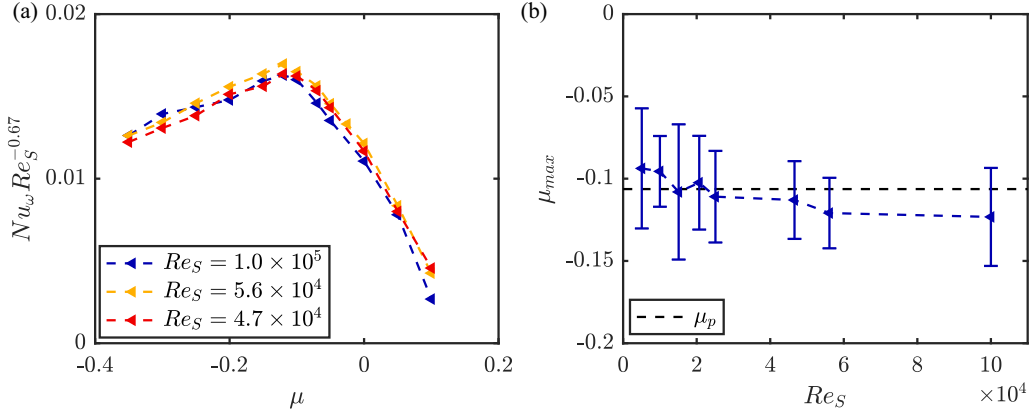 (a)
0.02
0.01
0
-0.4
-0.2
0
0.2
Nu_ω Re_S^{-0.67}
μ
Re_S = 1.0 × 10^5
Re_S = 5.6 × 10^4
Re_S = 4.7 × 10^4
(b)
0
-0.05
-0.1
-0.15
-0.2
0
2
4
6
8
10
×10^4
μ_{max}
Re_S
μ_p